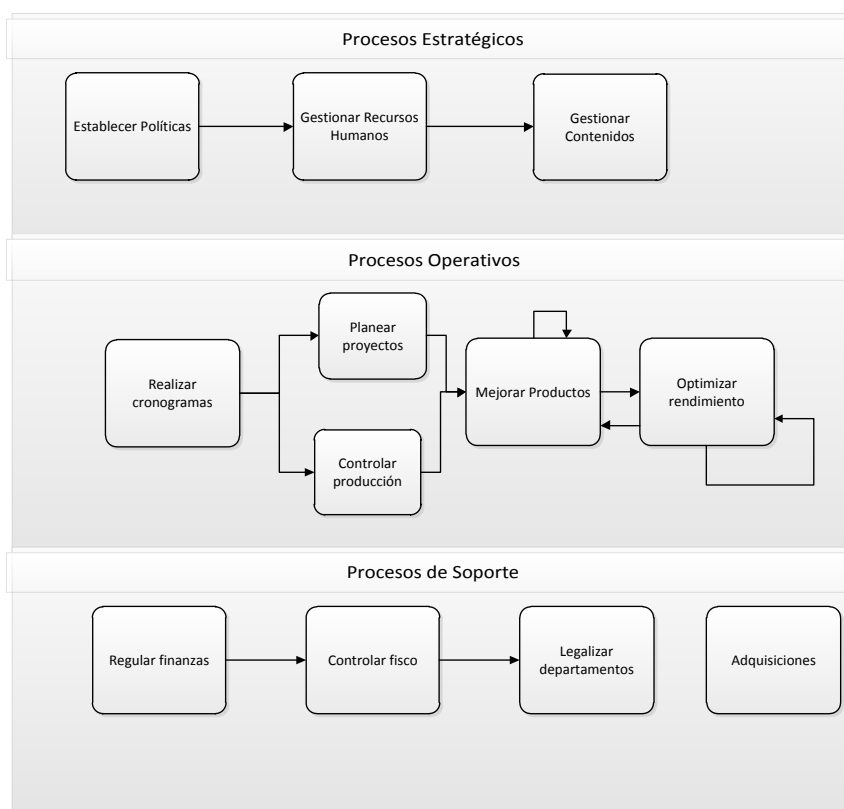 Procesos Estratégicos
Establecer Políticas
Gestionar Recursos
Humanos
Gestionar
Contenidos
Procesos Operativos
Realizar
cronogramas
Planear
proyectos
Controlar
producción
Mejorar Productos
Optimizar
rendimiento
Procesos de Soporte
Regular finanzas
Controlar fisco
Legalizar
departamentos
Adquisiciones